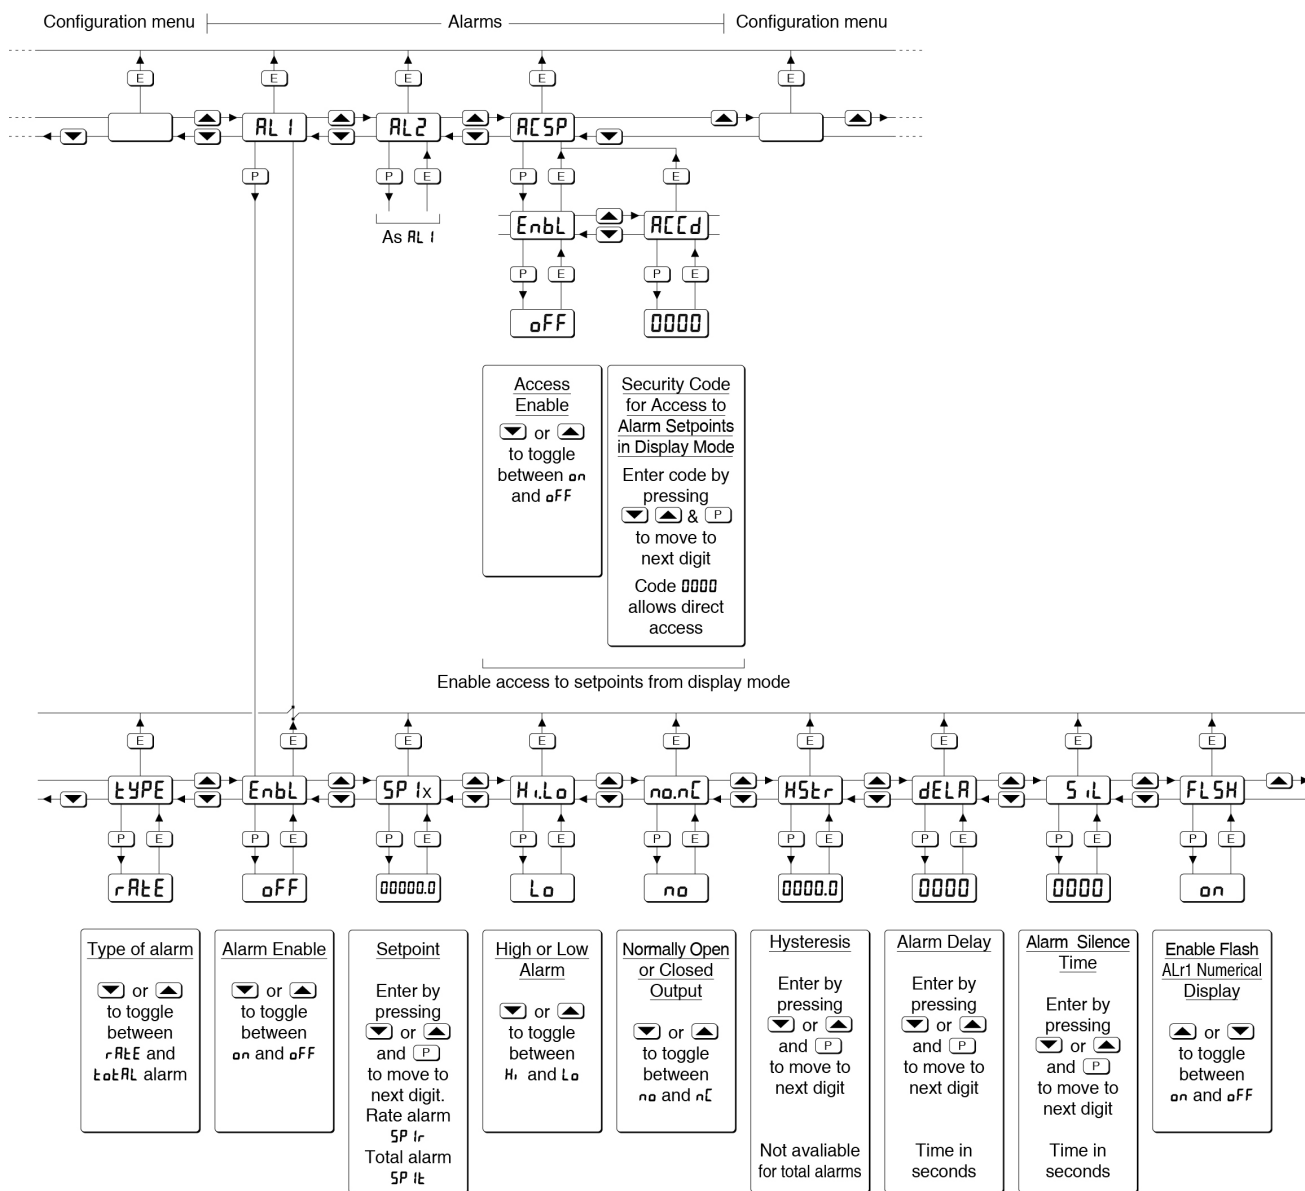 Configuration menu
Alarms
Configuration menu
E E E E E
AL1 AL2 ACSP
P P E P E E
As AL1
EnbL ACCd
P E P E
oFF 0000
Access
Enable
or
to toggle
between on
and oFF
Security Code
for Access to
Alarm Setpoints
in Display Mode
Enter code by
pressing
& P
to move to
next digit
Code 0000
allows direct
access
Enable access to setpoints from display mode
E E E E E E E E E
tYPE EnbL SP1x Hi.Lo no.nC HStr dELA SiL FLSH
P E P E P E P E P E P E P E P E P E
rAtE oFF 00000.0 Lo no 0000.0 0000 0000 on
Type of alarm
or
to toggle
between
rAtE and
totAL alarm
Alarm Enable
or
to toggle
between
on and oFF
Setpoint
Enter by
pressing
or
and P
to move to
next digit.
Rate alarm
SP1r
Total alarm
SP1t
High or Low
Alarm
or
to toggle
between
Hi and Lo
Normally Open
or Closed
Output
or
to toggle
between
no and nC
Hysteresis
Enter by
pressing
or
and P
to move to
next digit
Not avaliable
for total alarms
Alarm Delay
Enter by
pressing
or
and P
to move to
next digit
Time in
seconds
Alarm Silence
Time
Enter by
pressing
or
and P
to move to
next digit
Time in
seconds
Enable Flash
ALr1 Numerical
Display
or
to toggle
between
on and oFF